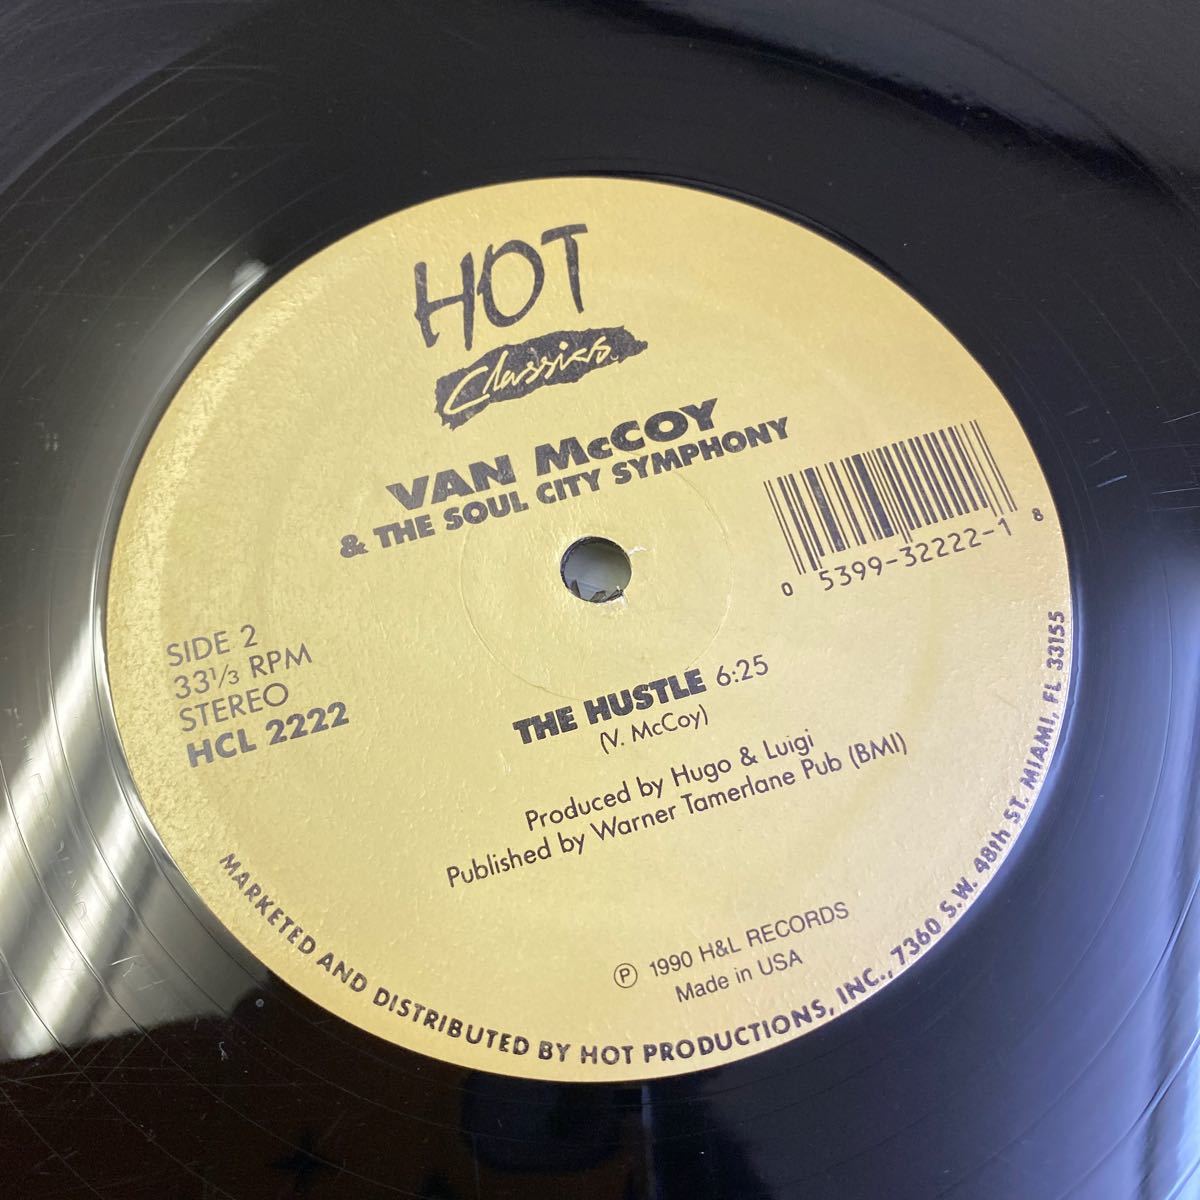 HOT
Classics
VAN McCOY
& THE SOUL CITY SYMPHONY
0 5399-32222-1 8
SIDE 2
33⅓ RPM
STEREO
HCL 2222
THE HUSTLE 6:25
(V. McCoy)
Produced by Hugo & Luigi
Published by Warner Tamerlane Pub (BMI)
℗ 1990 H&L RECORDS
Made in USA
MARKETED AND DISTRIBUTED BY HOT PRODUCTIONS, INC., 7360 S.W. 48th ST. MIAMI, FL 33155